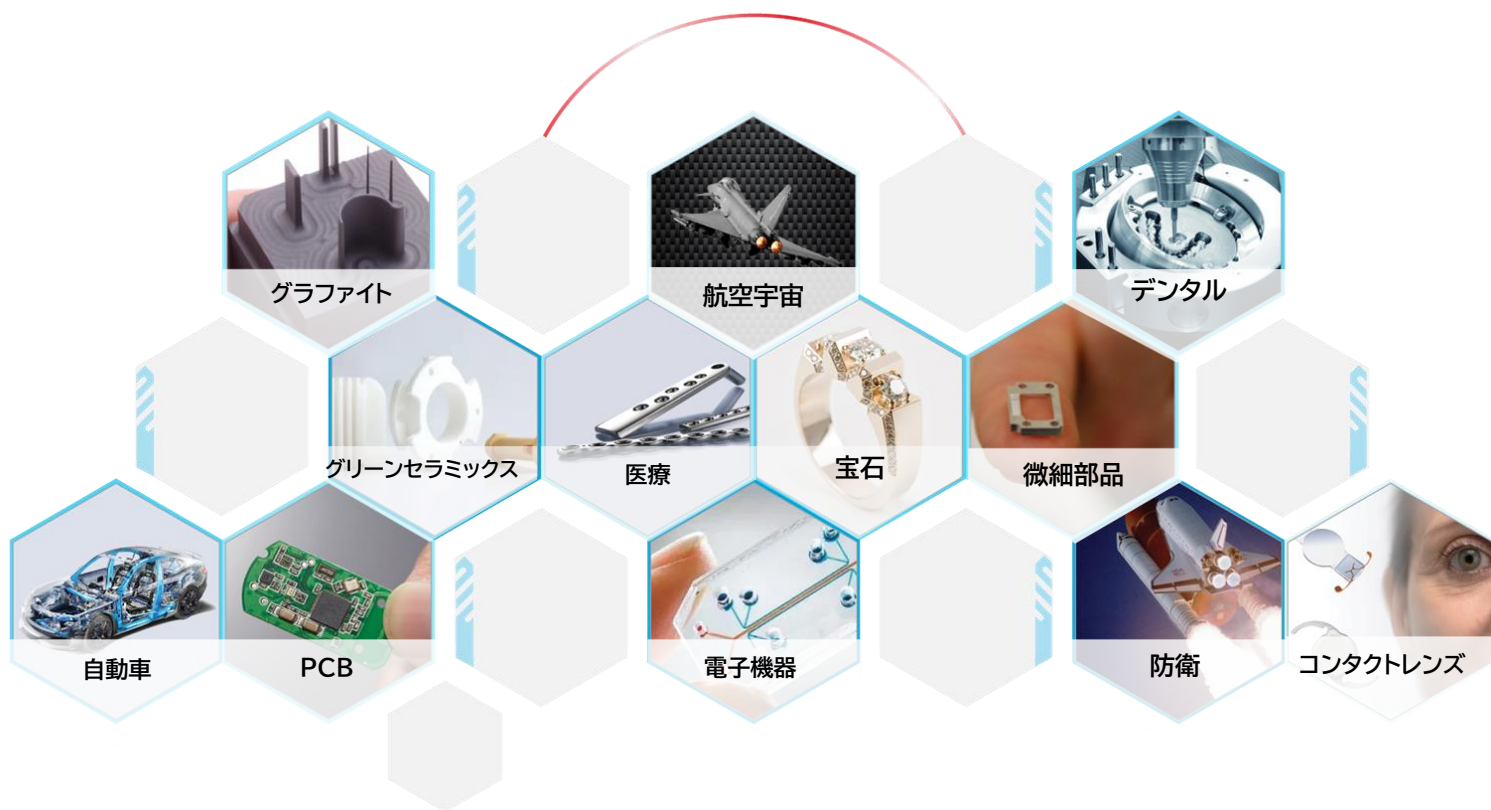 グラファイト
航空宇宙
デンタル
グリーンセラミックス
医療
宝石
微細部品
自動車
PCB
電子機器
防衛
コンタクトレンズ